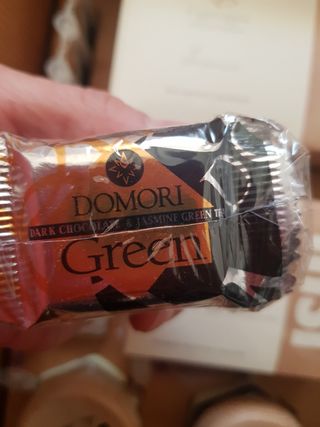 DOMORI
DARK CHOCOLATE & JASMINE GREEN TEA
Green